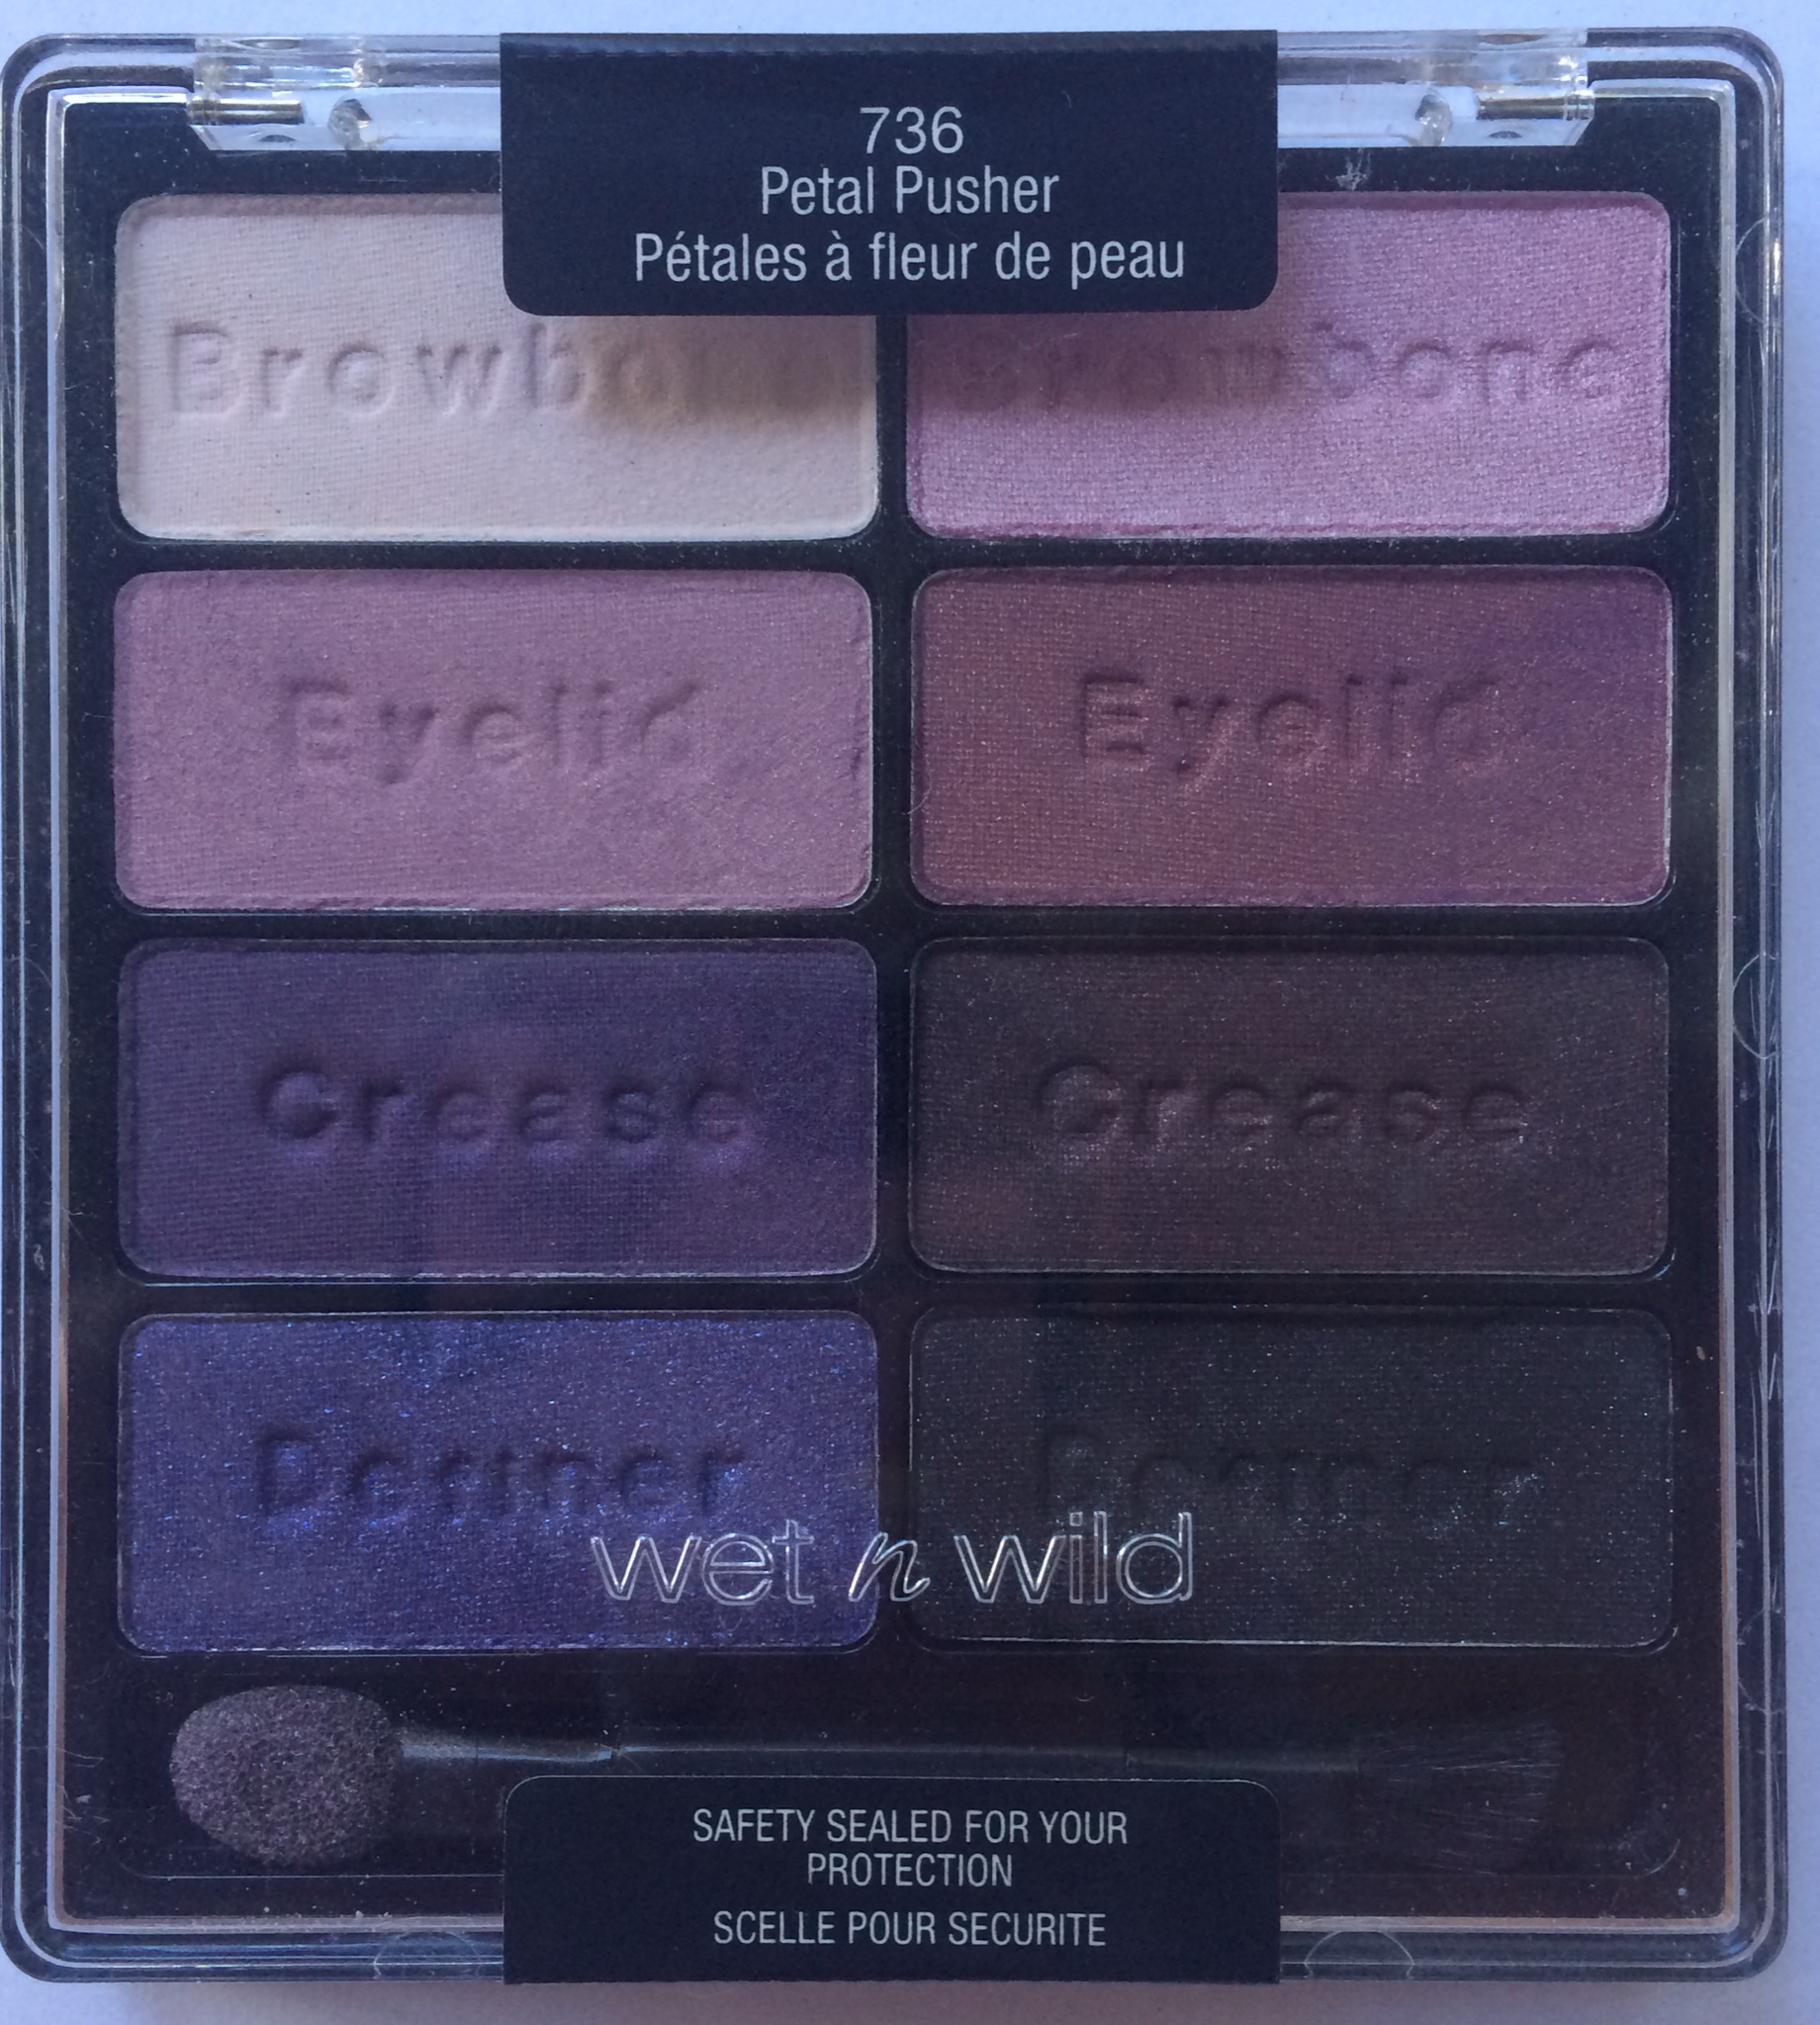 736
Petal Pusher
Pétales à fleur de peau
Browbone Browbone
Eyelid Eyelid
Crease Crease
Definer Definer
wet n wild
SAFETY SEALED FOR YOUR
PROTECTION
SCELLE POUR SECURITE